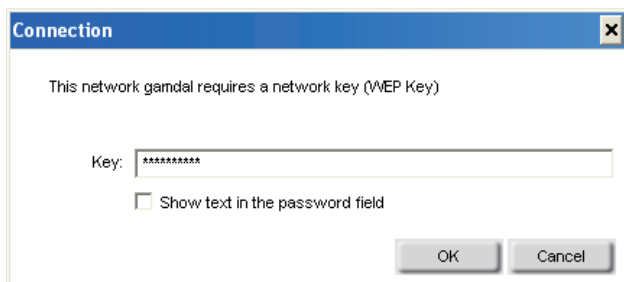 Connection
This network gamdal requires a network key (WEP Key)
Key: **********
Show text in the password field
OK Cancel